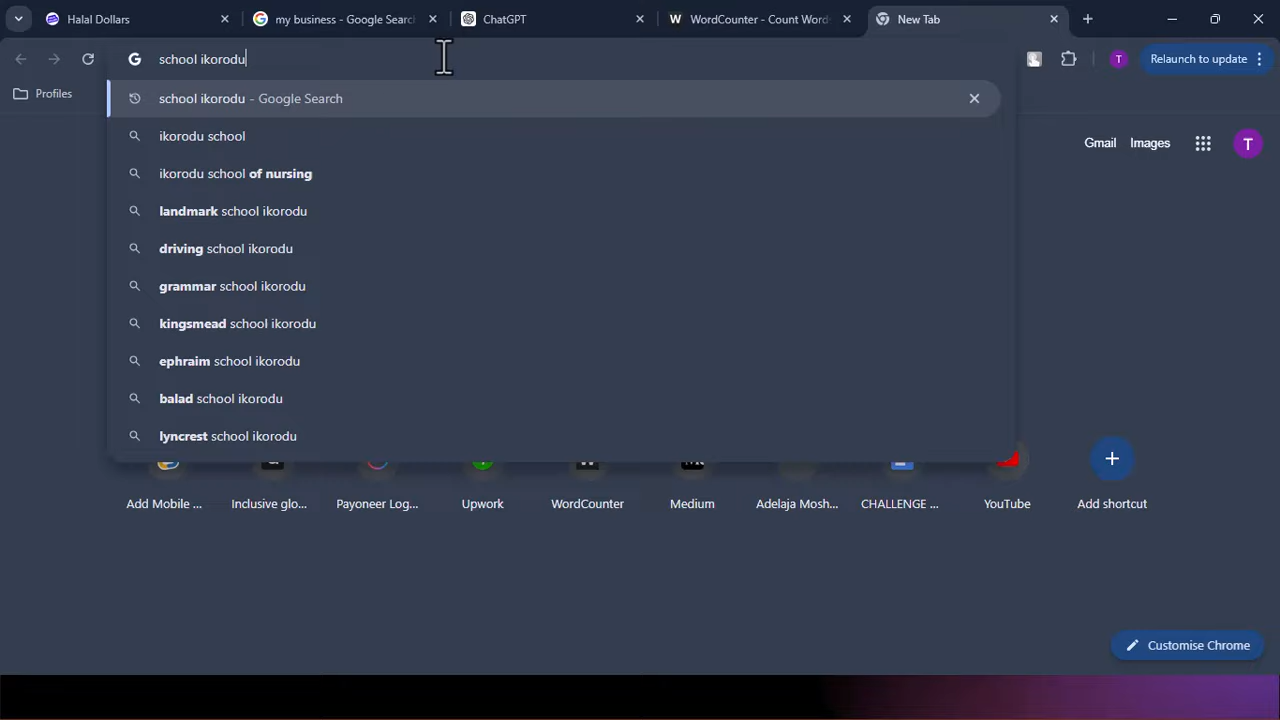 Halal Dollars
my business - Google Searc
ChatGPT
WordCounter - Count Word
New Tab
school ikorodu
T
Relaunch to update
Profiles
school ikorodu - Google Search
ikorodu school
ikorodu school of nursing
landmark school ikorodu
driving school ikorodu
grammar school ikorodu
kingsmead school ikorodu
ephraim school ikorodu
balad school ikorodu
lyncrest school ikorodu
Gmail
Images
T
Add Mobile ...
Inclusive glo...
Payoneer Log...
Upwork
WordCounter
Medium
Adelaja Mosh...
CHALLENGE ...
YouTube
Add shortcut
Customise Chrome